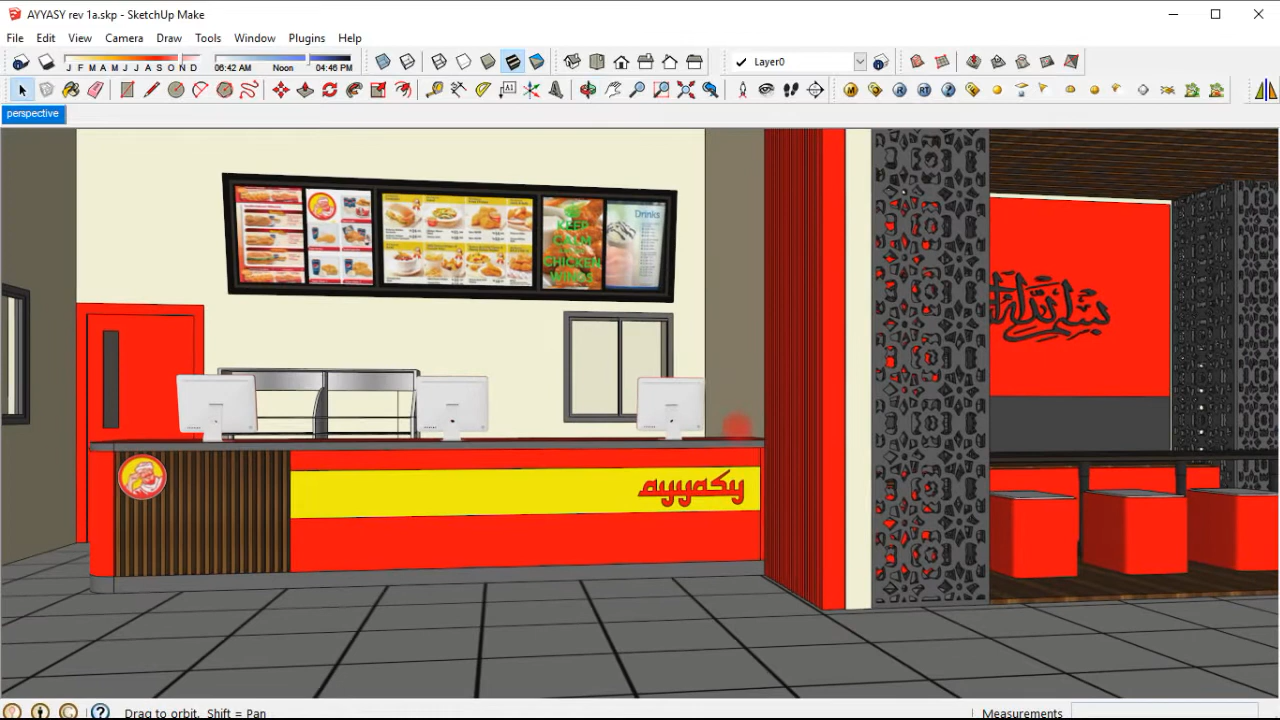 AYYASY rev 1a.skp - SketchUp Make
File Edit View Camera Draw Tools Window Plugins Help
J F M A M J J A S O N D 06:42 AM Noon 04:46 PM Layer0
perspective
Drinks
KEEP
CALM
CHICKEN
WINGS
ayyasy
Drag to orbit. Shift = Pan
Measurements